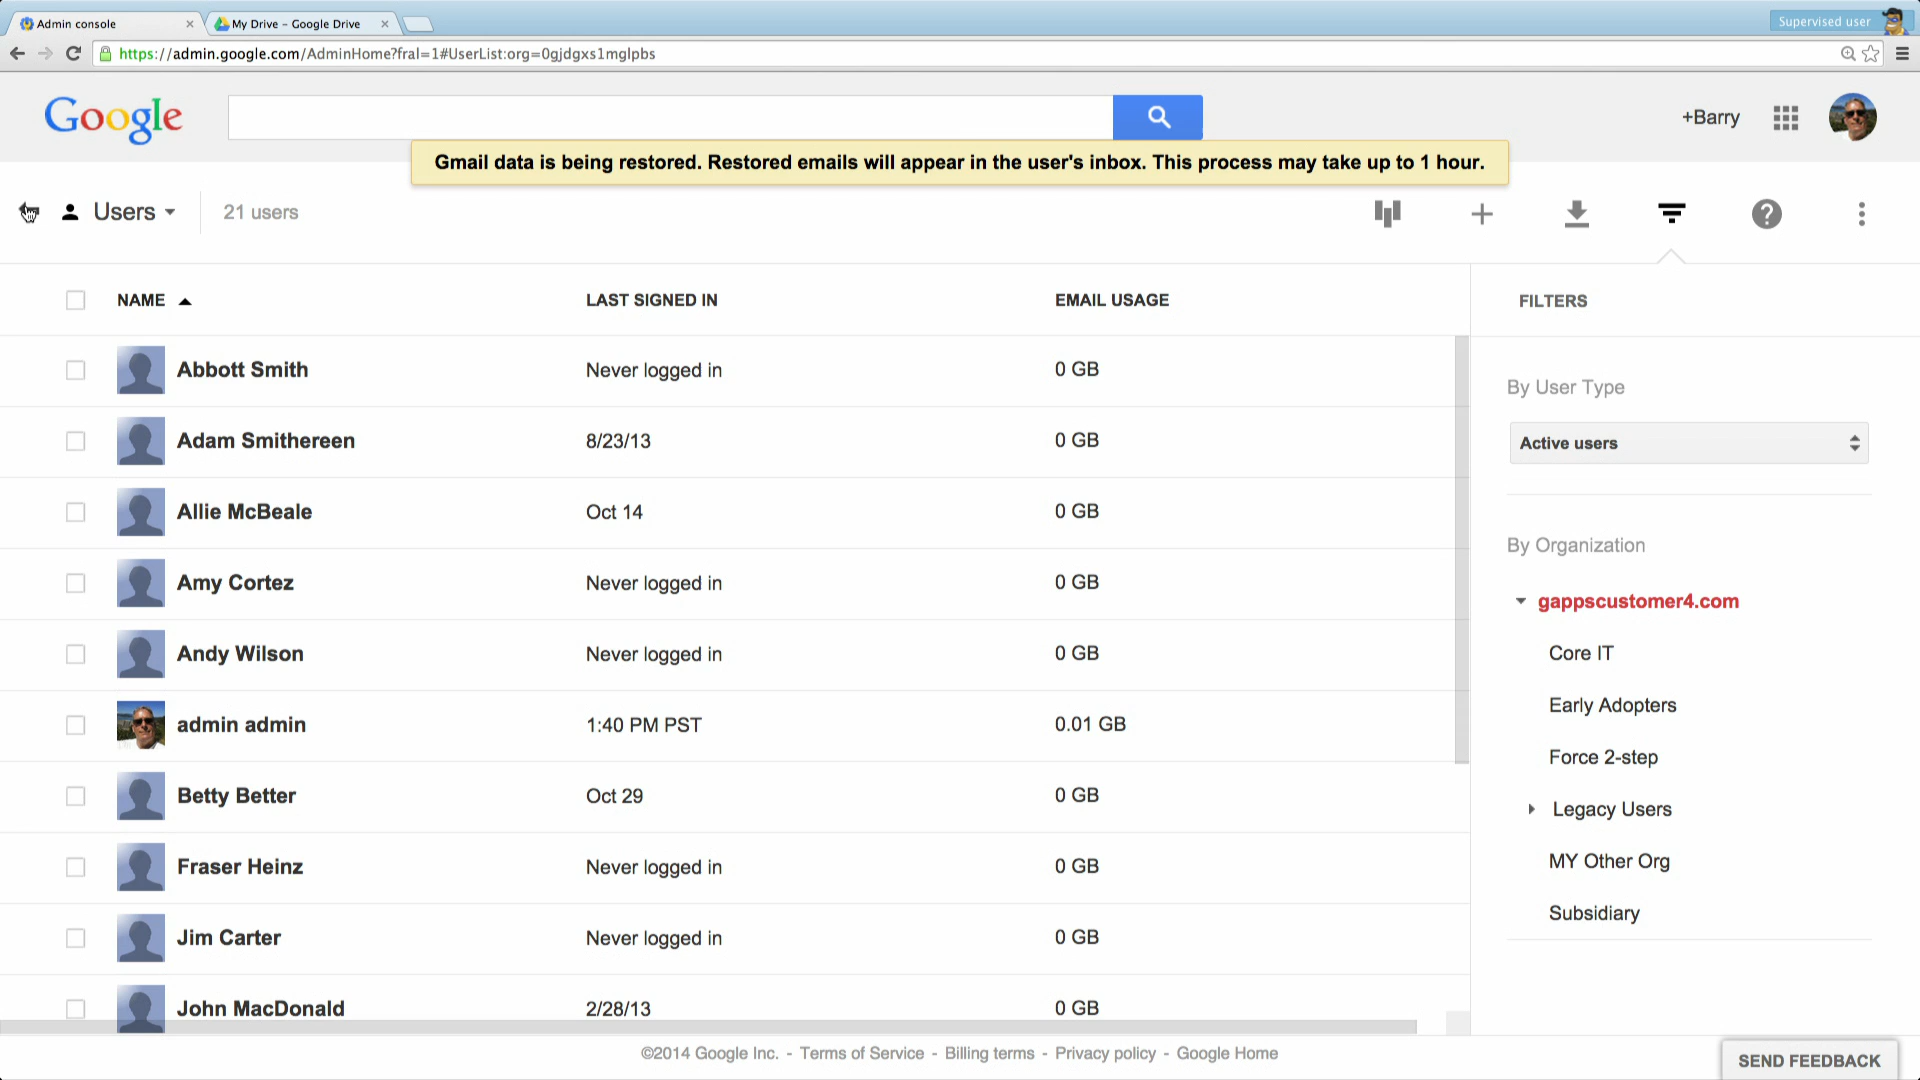 Admin console
My Drive - Google Drive
Supervised user
https://admin.google.com/AdminHome?fral=1#UserList:org=0gjdgxs1mglpbs
Google
+Barry
Gmail data is being restored. Restored emails will appear in the user's inbox. This process may take up to 1 hour.
Users
21 users
NAME LAST SIGNED IN EMAIL USAGE
Abbott Smith Never logged in 0 GB
Adam Smithereen 8/23/13 0 GB
Allie McBeale Oct 14 0 GB
Amy Cortez Never logged in 0 GB
Andy Wilson Never logged in 0 GB
admin admin 1:40 PM PST 0.01 GB
Betty Better Oct 29 0 GB
Fraser Heinz Never logged in 0 GB
Jim Carter Never logged in 0 GB
John MacDonald 2/28/13 0 GB
FILTERS
By User Type
Active users
By Organization
gappscustomer4.com
Core IT
Early Adopters
Force 2-step
Legacy Users
MY Other Org
Subsidiary
©2014 Google Inc. - Terms of Service - Billing terms - Privacy policy - Google Home
SEND FEEDBACK